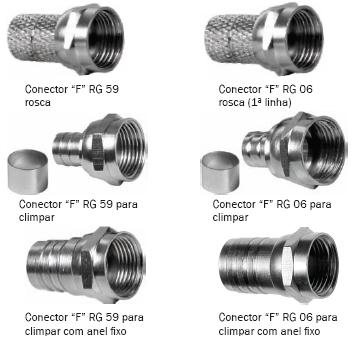 Conector “F” RG 59
rosca
Conector “F” RG 06
rosca (1ª linha)
Conector “F” RG 59 para
climpar
Conector “F” RG 06 para
climpar
Conector “F” RG 59 para
climpar com anel fixo
Conector “F” RG 06 para
climpar com anel fixo